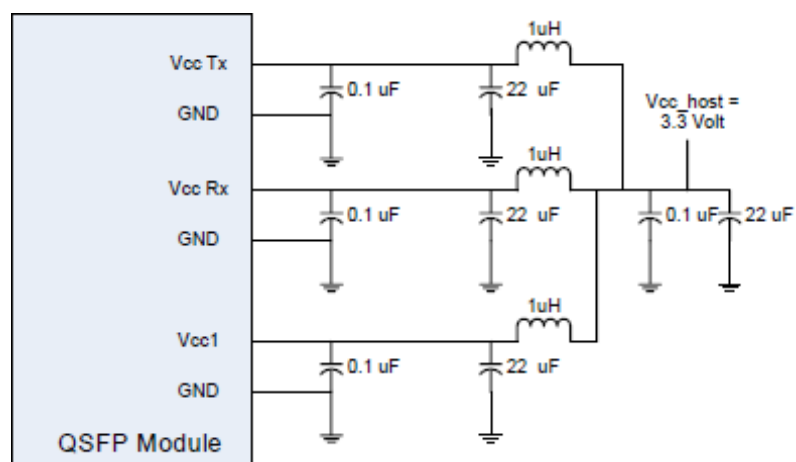 1uH
Vcc Tx
0.1 uF
22 uF
GND
Vcc_host =
3.3 Volt
1uH
Vcc Rx
0.1 uF
22 uF
0.1 uF
22 uF
GND
1uH
Vcc1
0.1 uF
22 uF
GND
QSFP Module